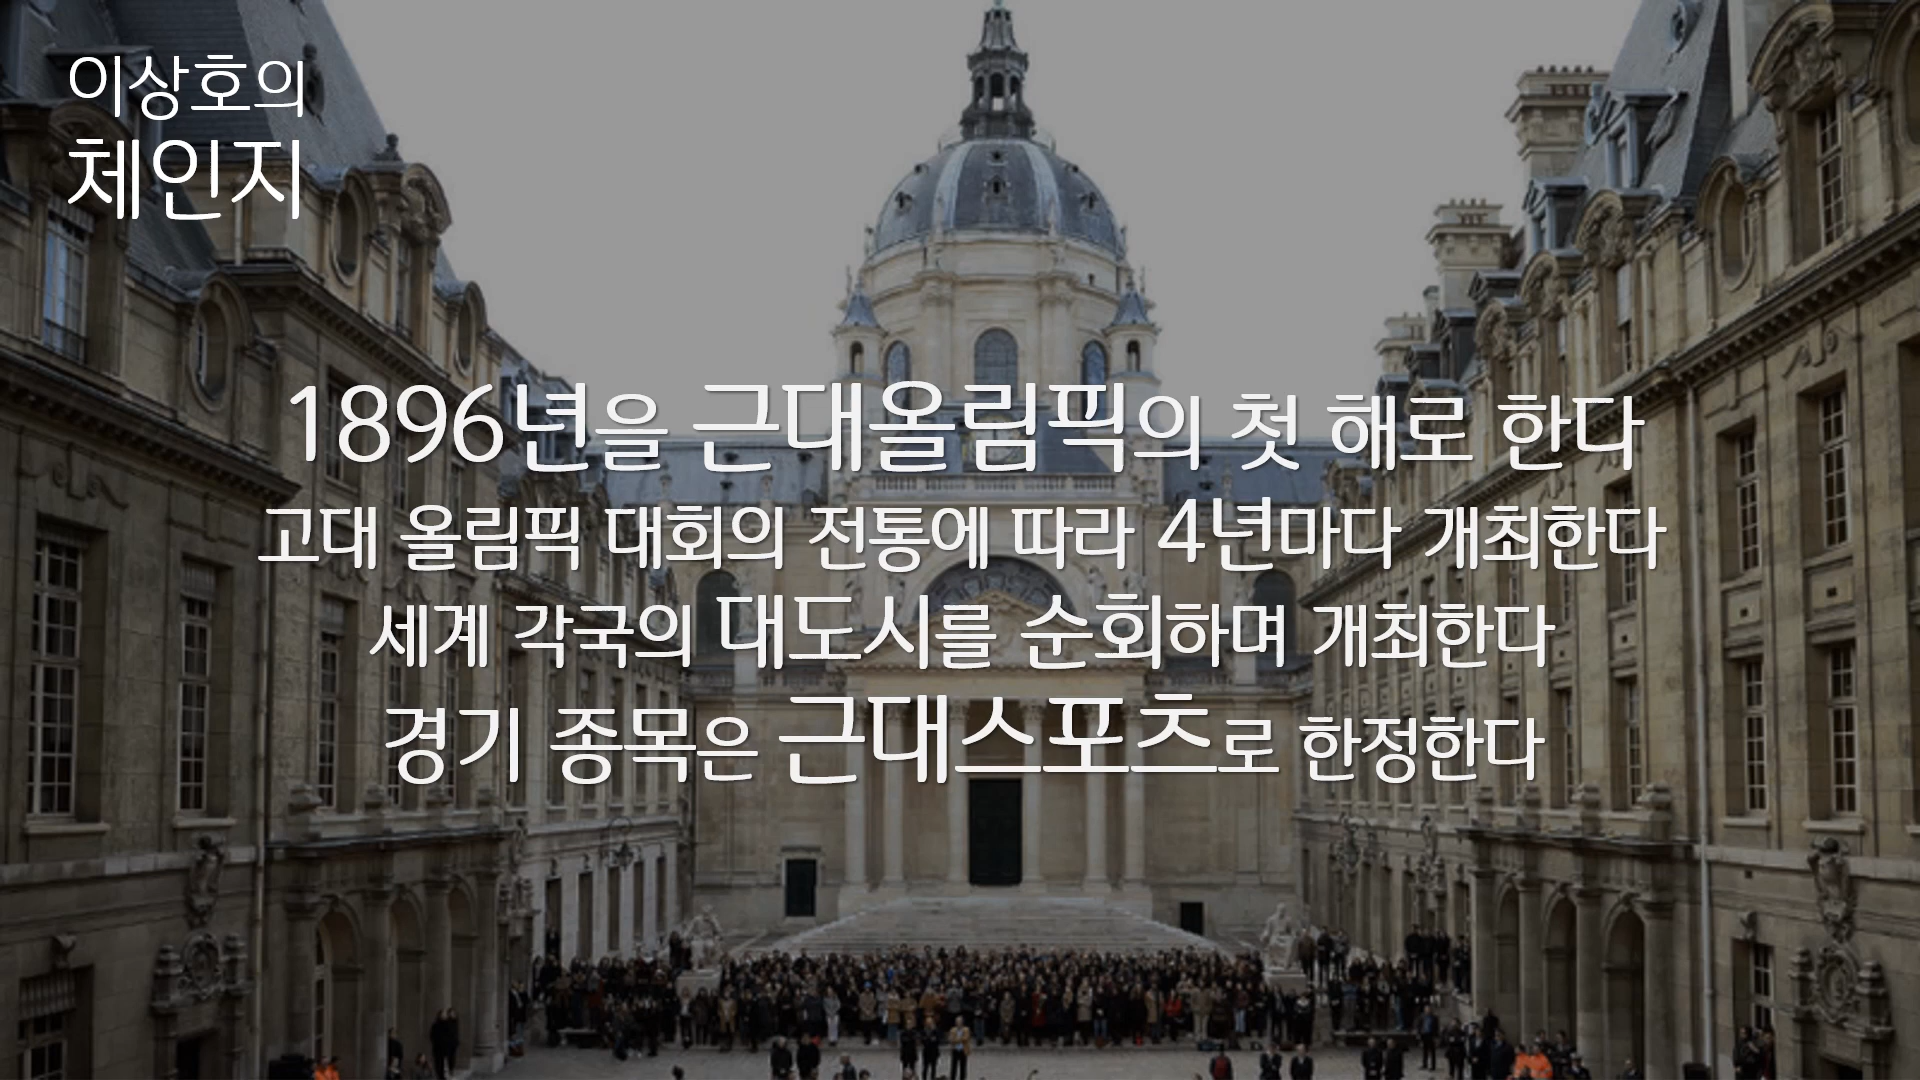 이상호의
체인지
1896년을 근대올림픽의 첫 해로 한다
고대 올림픽 대회의 전통에 따라 4년마다 개최한다
세계 각국의 대도시를 순회하며 개최한다
경기 종목은 근대스포츠로 한정한다